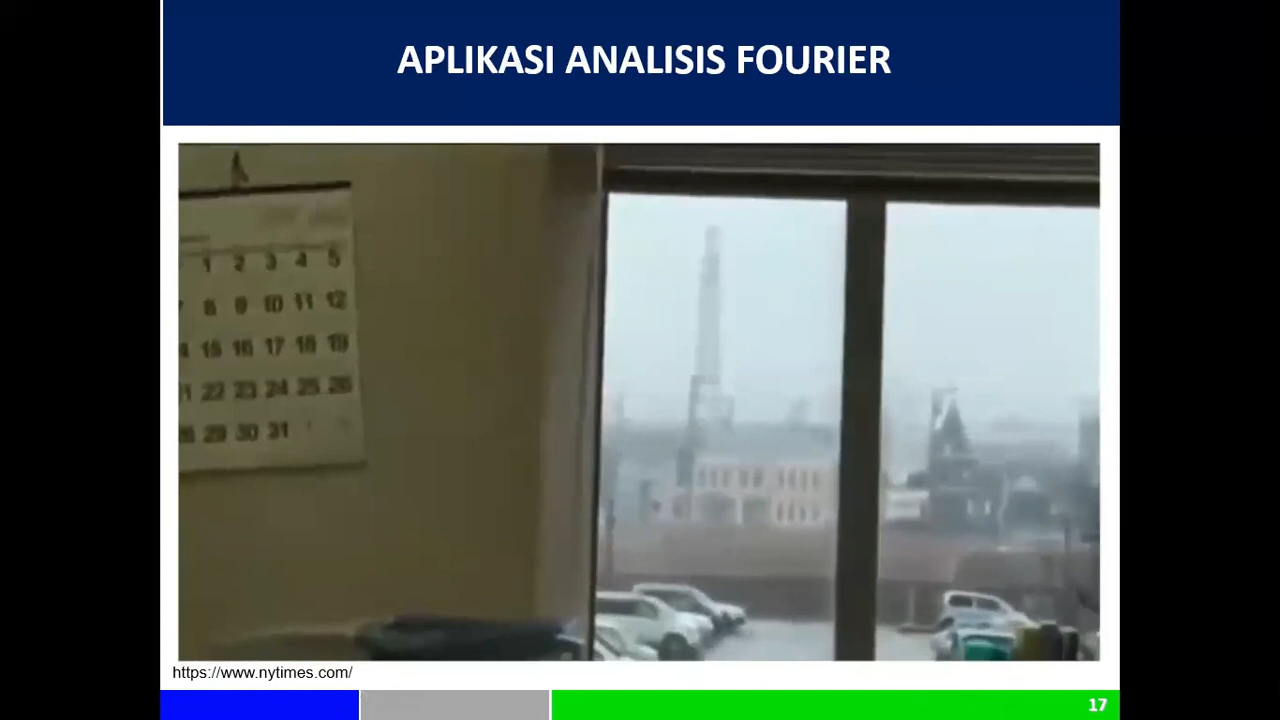 APLIKASI ANALISIS FOURIER
1 2 3 4 5
8 9 10 11 12
15 16 17 18 19
22 23 24 25 26
29 30 31
https://www.nytimes.com/
17